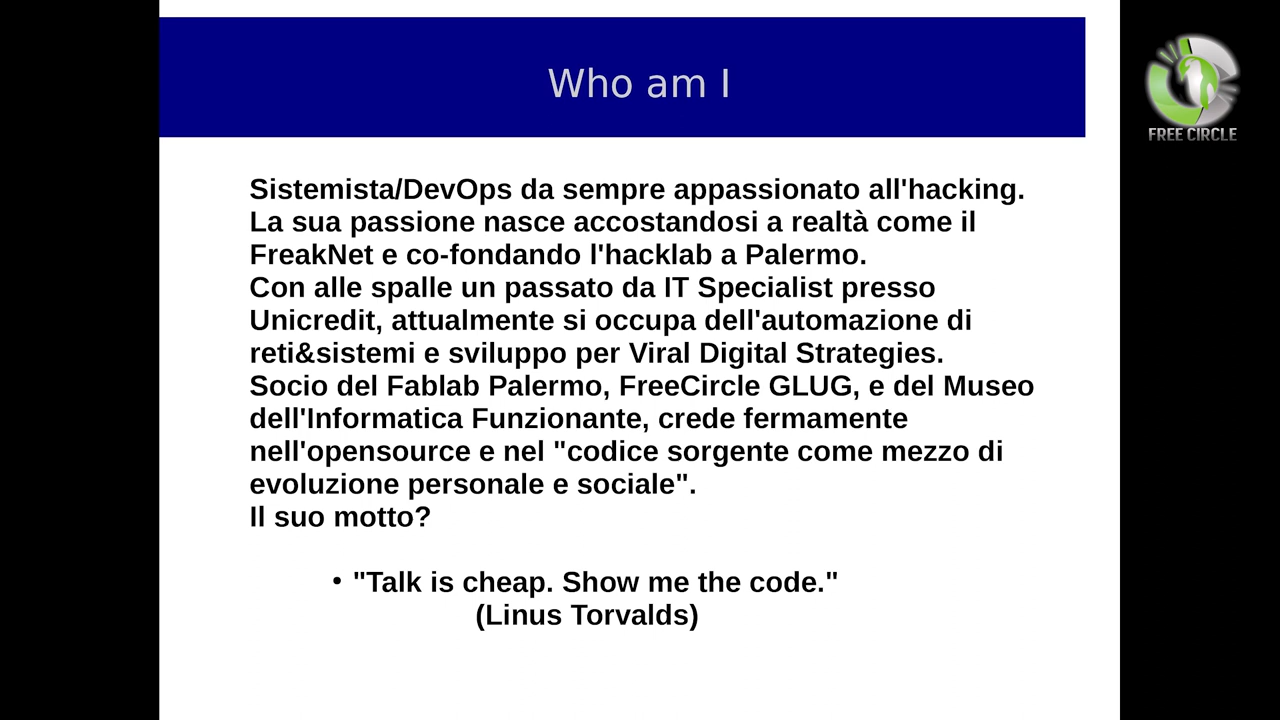 Who am I
FREE CIRCLE
Sistemista/DevOps da sempre appassionato all'hacking.
La sua passione nasce accostandosi a realtà come il
FreakNet e co-fondando l'hacklab a Palermo.
Con alle spalle un passato da IT Specialist presso
Unicredit, attualmente si occupa dell'automazione di
reti&sistemi e sviluppo per Viral Digital Strategies.
Socio del Fablab Palermo, FreeCircle GLUG, e del Museo
dell'Informatica Funzionante, crede fermamente
nell'opensource e nel "codice sorgente come mezzo di
evoluzione personale e sociale".
Il suo motto?
• "Talk is cheap. Show me the code."
(Linus Torvalds)